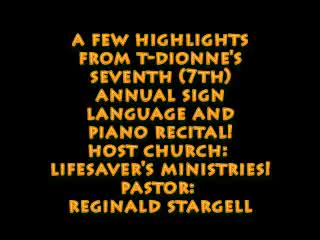 A FEW HIGHLIGHTS
FROM T-DIONNE'S
SEVENTH (7TH)
ANNUAL SIGN
LANGUAGE AND
PIANO RECITAL!
HOST CHURCH:
LIFESAVER'S MINISTRIES!
PASTOR:
REGINALD STARGELL